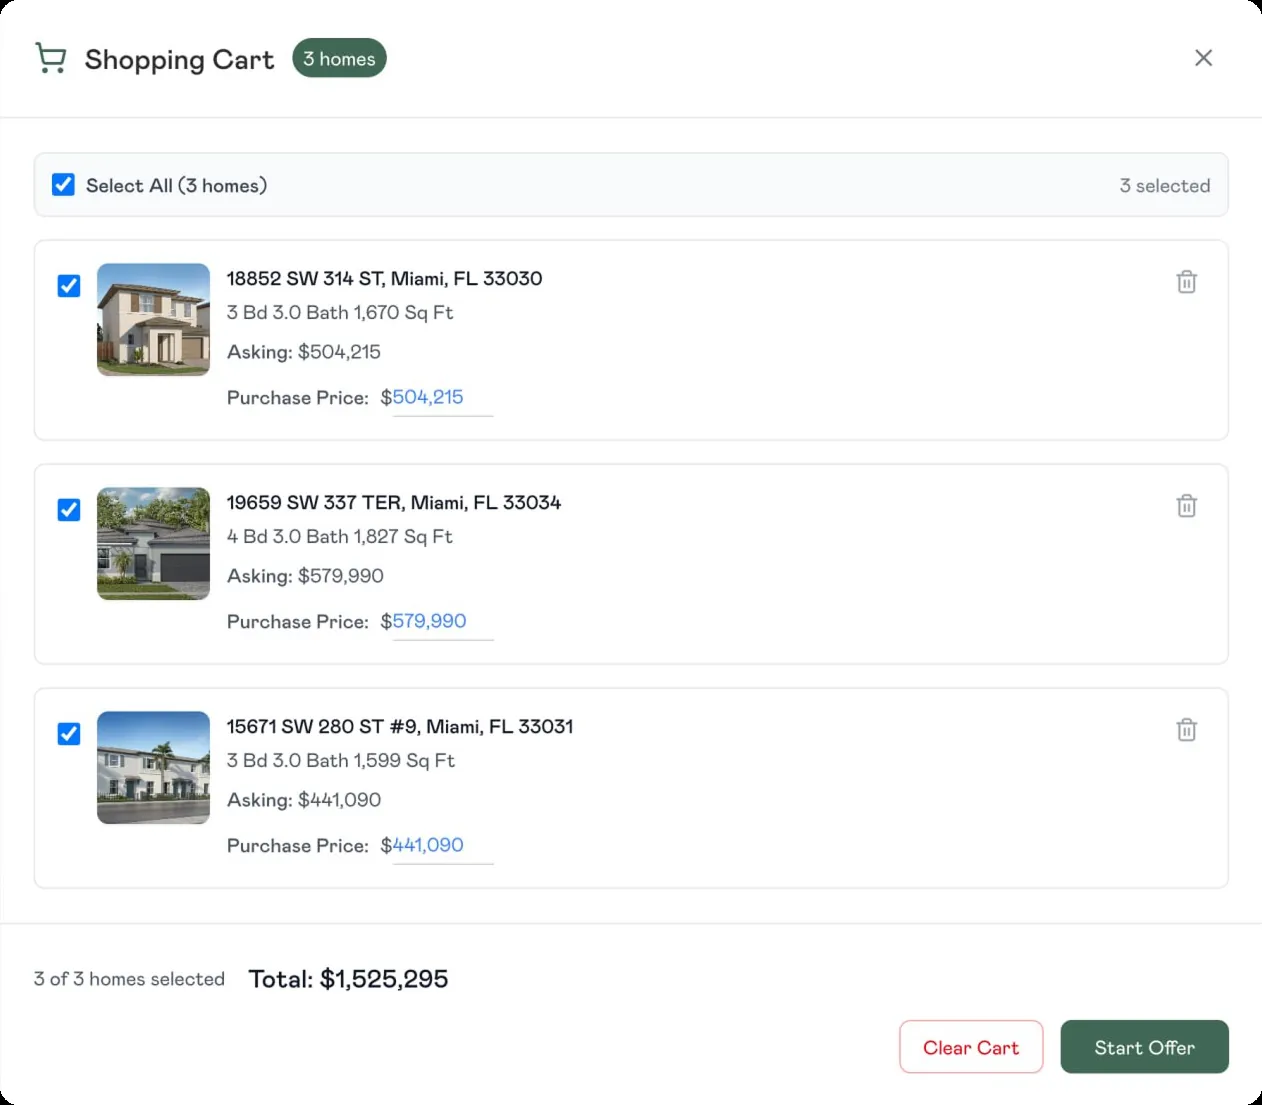 Shopping Cart 3 homes
Select All (3 homes) 3 selected
18852 SW 314 ST, Miami, FL 33030
3 Bd 3.0 Bath 1,670 Sq Ft
Asking: $504,215
Purchase Price: $504,215
19659 SW 337 TER, Miami, FL 33034
4 Bd 3.0 Bath 1,827 Sq Ft
Asking: $579,990
Purchase Price: $579,990
15671 SW 280 ST #9, Miami, FL 33031
3 Bd 3.0 Bath 1,599 Sq Ft
Asking: $441,090
Purchase Price: $441,090
3 of 3 homes selected Total: $1,525,295
Clear Cart Start Offer